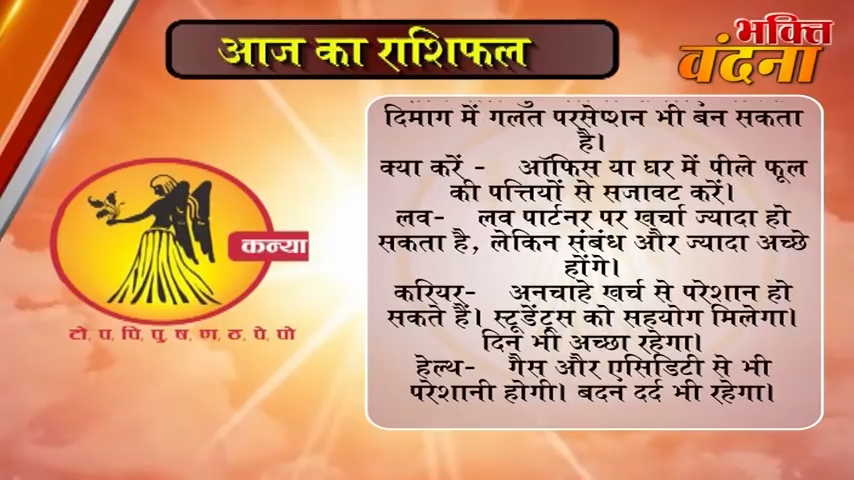 आज का राशिफल
भक्ति
वंदना
दिमाग में गलत परसेप्शन भी बन सकता
है।
क्या करें - ऑफिस या घर में पीले फूल
की पत्तियों से सजावट करें।
लव- लव पार्टनर पर खर्चा ज्यादा हो
सकता है, लेकिन संबंध और ज्यादा अच्छे
होंगे।
करियर- अनचाहे खर्च से परेशान हो
सकते हैं। स्टूडेंट्स को सहयोग मिलेगा।
दिन भी अच्छा रहेगा।
हेल्थ- गैस और एसिडिटी से भी
परेशानी होगी। बदन दर्द भी रहेगा।
कन्या
टो, प, पि, पु, ष, ण, ठ, पे, पो